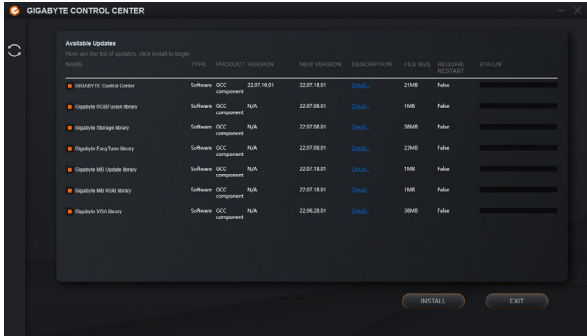 GIGABYTE CONTROL CENTER
Available Updates
Here are the list of updates, click install to begin.
NAME TYPE PRODUCT VERSION NEW VERSION DESCRIPTION FILE SIZE REQUIRE RESTART STATUS
GIGABYTE Control Center Software GCC component 22.07.16.01 22.07.18.01 Detail... 21MB False
Gigabyte RGBFusion library Software GCC component N/A 22.07.08.01 Detail... 1MB False
Gigabyte Storage library Software GCC component N/A 22.07.08.01 Detail... 38MB False
Gigabyte EasyTune library Software GCC component N/A 22.07.08.01 Detail... 23MB False
Gigabyte MB Update library Software GCC component N/A 22.07.18.01 Detail... 1MB False
Gigabyte MB RGB library Software GCC component N/A 22.07.18.01 Detail... 1MB False
Gigabyte VGA library Software GCC component N/A 22.06.28.01 Detail... 38MB False
INSTALL EXIT